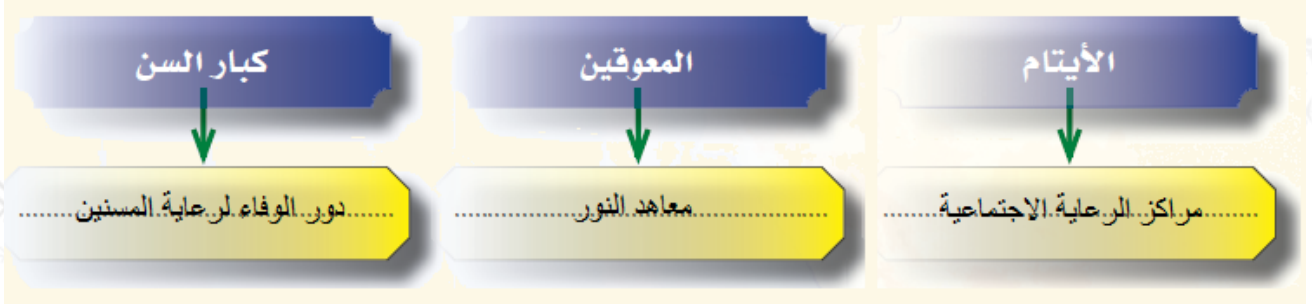 الأيتام
المعوقين
كبار السن
مراكز الرعاية الاجتماعية
معاهد النور
دور الوفاء لرعاية المسنين